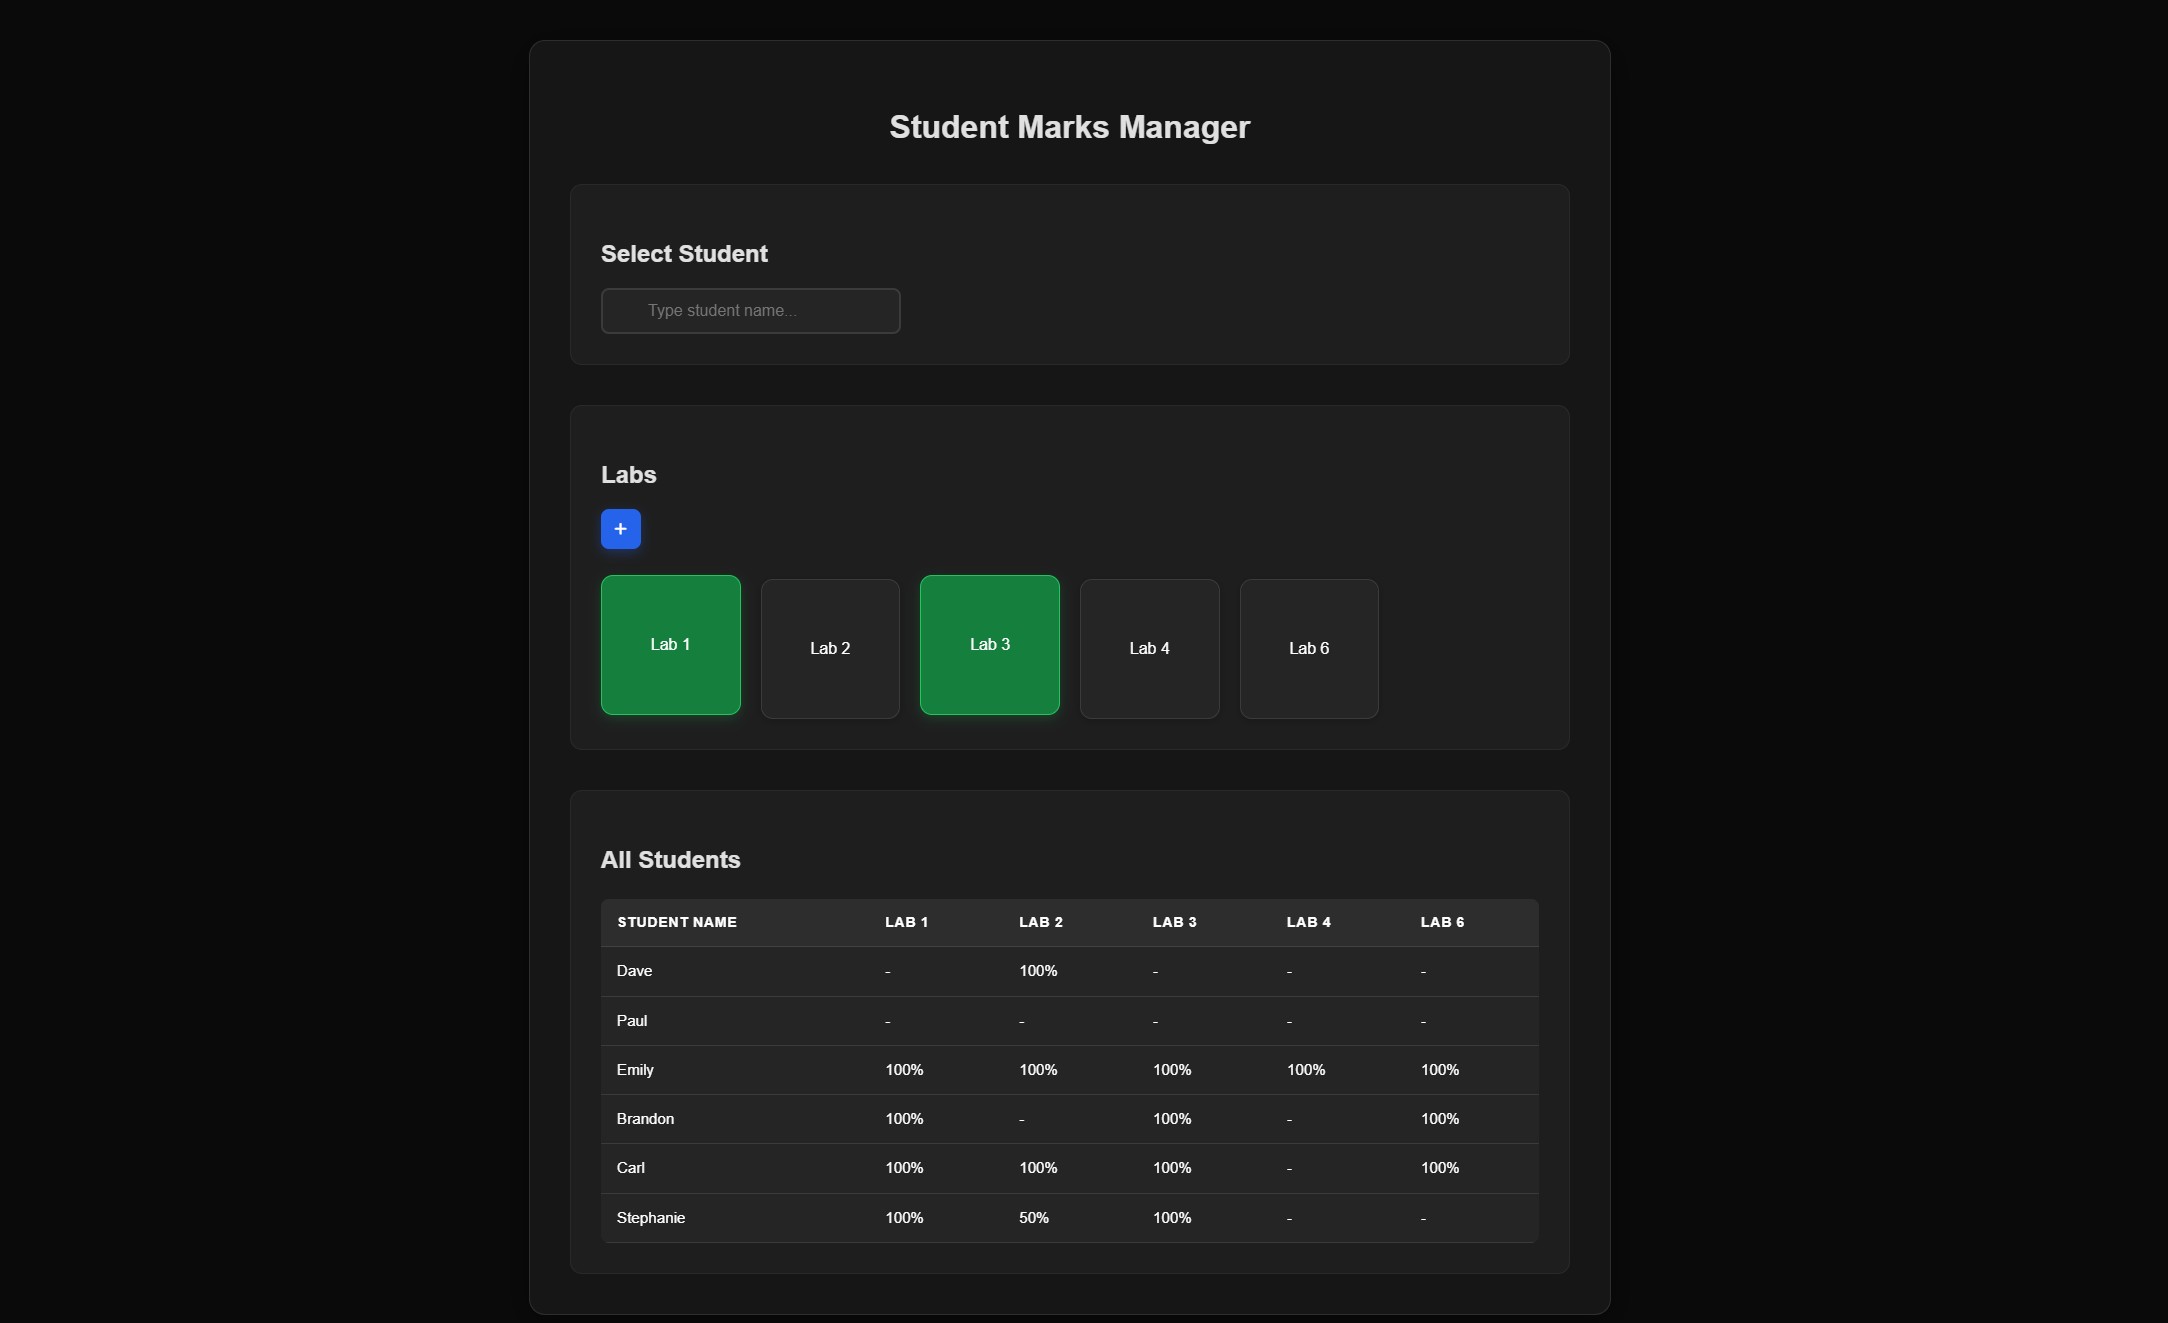 Student Marks Manager
Select Student
Type student name...
Labs
+
Lab 1 Lab 2 Lab 3 Lab 4 Lab 6
All Students
STUDENT NAME LAB 1 LAB 2 LAB 3 LAB 4 LAB 6
Dave - 100% - - -
Paul - - - - -
Emily 100% 100% 100% 100% 100%
Brandon 100% - 100% - 100%
Carl 100% 100% 100% - 100%
Stephanie 100% 50% 100% - -